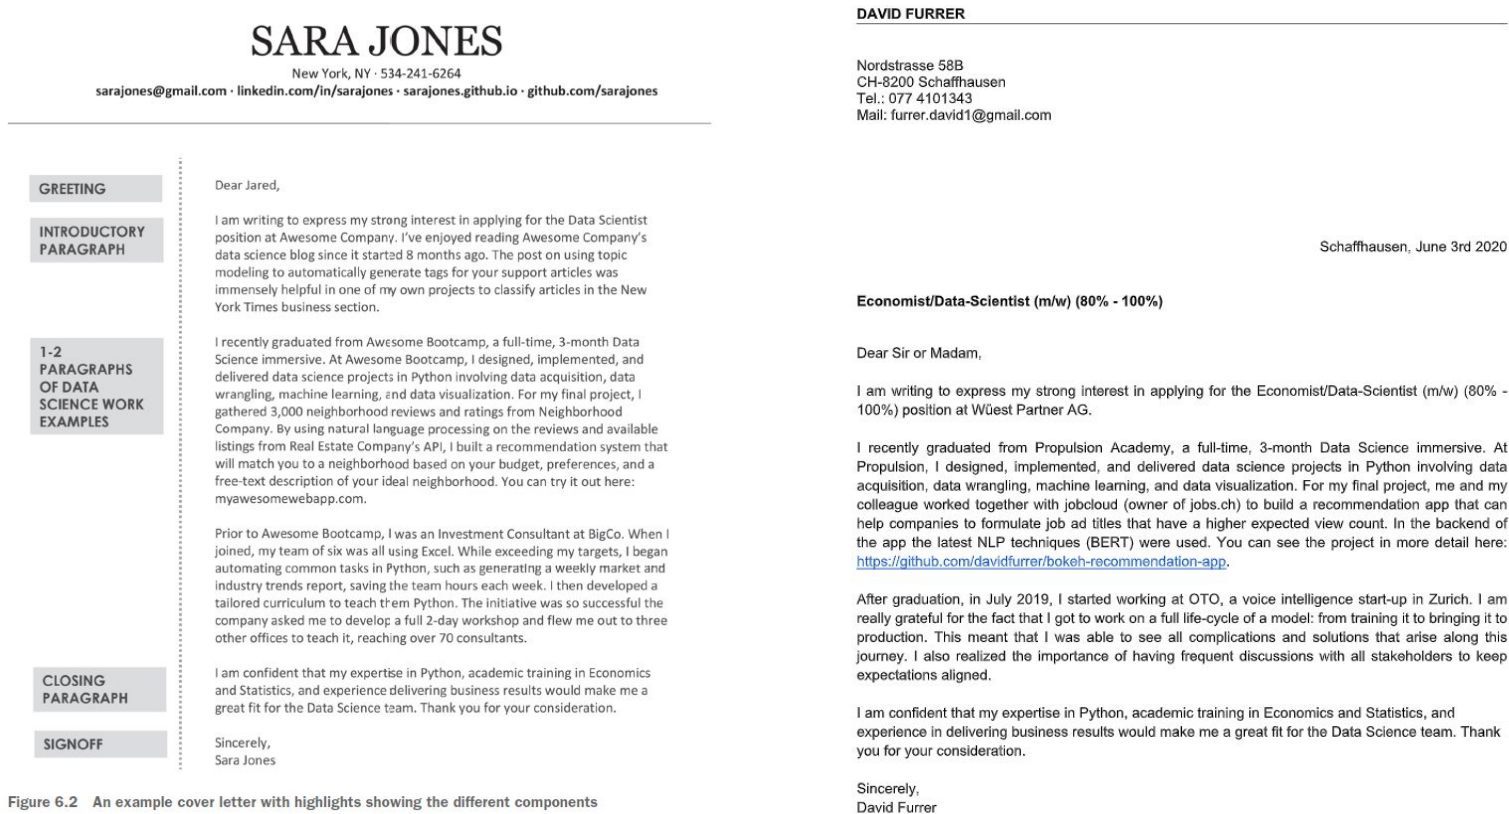 SARA JONES
New York, NY · 534-241-6264
sarajones@gmail.com · linkedin.com/in/sarajones · sarajones.github.io · github.com/sarajones
GREETING
Dear Jared,
INTRODUCTORY
PARAGRAPH
I am writing to express my strong interest in applying for the Data Scientist
position at Awesome Company. I've enjoyed reading Awesome Company's
data science blog since it started 8 months ago. The post on using topic
modeling to automatically generate tags for your support articles was
immensely helpful in one of my own projects to classify articles in the New
York Times business section.
1-2
PARAGRAPHS
OF DATA
SCIENCE WORK
EXAMPLES
I recently graduated from Awesome Bootcamp, a full-time, 3-month Data
Science immersive. At Awesome Bootcamp, I designed, implemented, and
delivered data science projects in Python involving data acquisition, data
wrangling, machine learning, and data visualization. For my final project, I
gathered 3,000 neighborhood reviews and ratings from Neighborhood
Company. By using natural language processing on the reviews and available
listings from Real Estate Company's API, I built a recommendation system that
will match you to a neighborhood based on your budget, preferences, and a
free-text description of your ideal neighborhood. You can try it out here:
myawesomewebapp.com.
Prior to Awesome Bootcamp, I was an Investment Consultant at BigCo. When I
joined, my team of six was all using Excel. While exceeding my targets, I began
automating common tasks in Python, such as generating a weekly market and
industry trends report, saving the team hours each week. I then developed a
tailored curriculum to teach them Python. The initiative was so successful the
company asked me to develop a full 2-day workshop and flew me out to three
other offices to teach it, reaching over 70 consultants.
CLOSING
PARAGRAPH
I am confident that my expertise in Python, academic training in Economics
and Statistics, and experience delivering business results would make me a
great fit for the Data Science team. Thank you for your consideration.
SIGNOFF
Sincerely,
Sara Jones
Figure 6.2 An example cover letter with highlights showing the different components
DAVID FURRER
Nordstrasse 58B
CH-8200 Schaffhausen
Tel.: 077 4101343
Mail: furrer.david1@gmail.com
Schaffhausen, June 3rd 2020
Economist/Data-Scientist (m/w) (80% - 100%)
Dear Sir or Madam,
I am writing to express my strong interest in applying for the Economist/Data-Scientist (m/w) (80% -
100%) position at Wüest Partner AG.
I recently graduated from Propulsion Academy, a full-time, 3-month Data Science immersive. At
Propulsion, I designed, implemented, and delivered data science projects in Python involving data
acquisition, data wrangling, machine learning, and data visualization. For my final project, me and my
colleague worked together with jobcloud (owner of jobs.ch) to build a recommendation app that can
help companies to formulate job ad titles that have a higher expected view count. In the backend of
the app the latest NLP techniques (BERT) were used. You can see the project in more detail here:
https://github.com/davidfurrer/bokeh-recommendation-app.
After graduation, in July 2019, I started working at OTO, a voice intelligence start-up in Zurich. I am
really grateful for the fact that I got to work on a full life-cycle of a model: from training it to bringing it to
production. This meant that I was able to see all complications and solutions that arise along this
journey. I also realized the importance of having frequent discussions with all stakeholders to keep
expectations aligned.
I am confident that my expertise in Python, academic training in Economics and Statistics, and
experience in delivering business results would make me a great fit for the Data Science team. Thank
you for your consideration.
Sincerely,
David Furrer